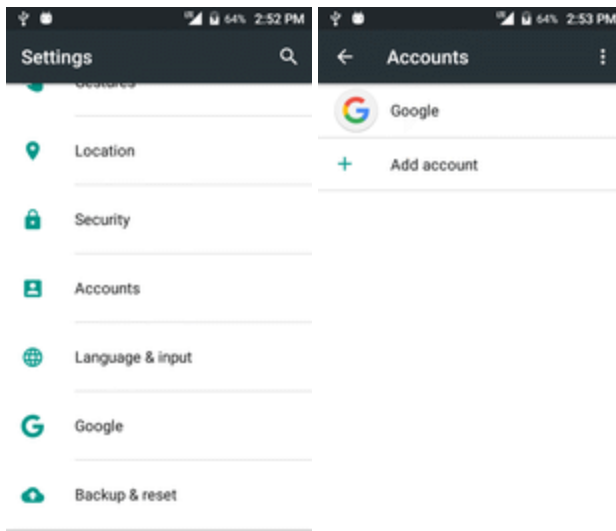 64% 2:52 PM
Settings
Gestures
Location
Security
Accounts
Language & input
Google
Backup & reset
64% 2:53 PM
Accounts
Google
Add account